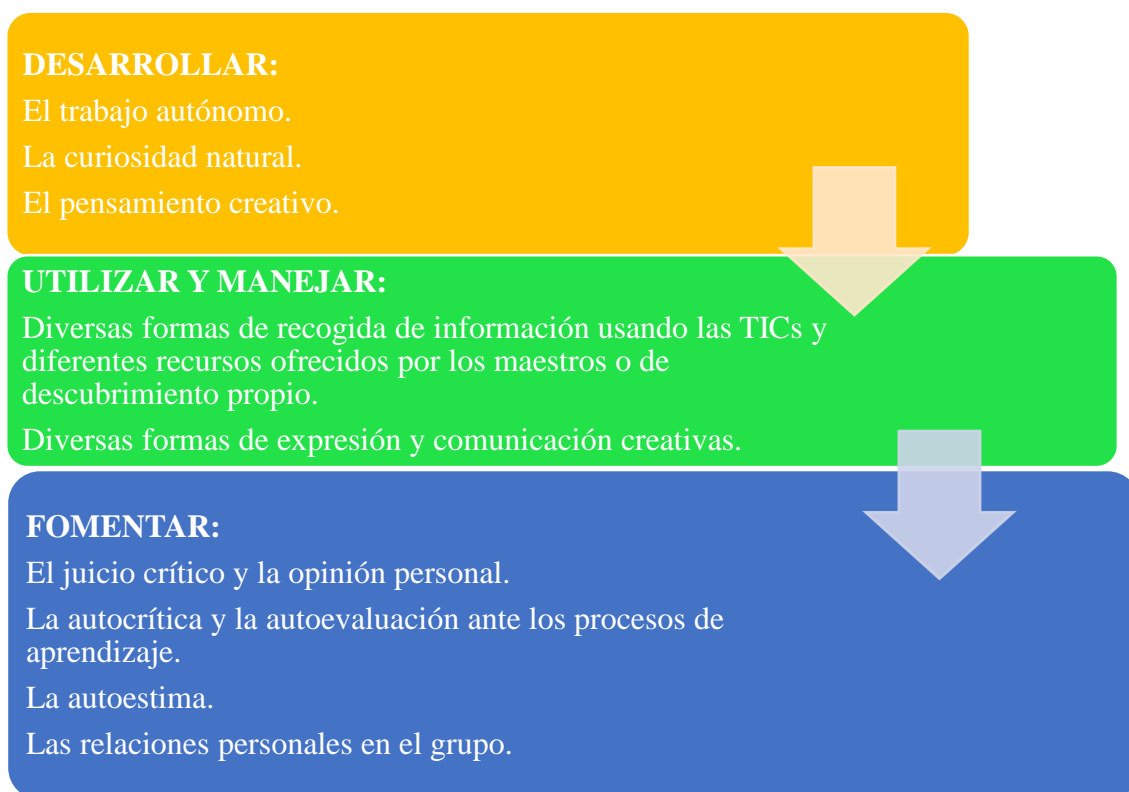 DESARROLLAR:
El trabajo autónomo.
La curiosidad natural.
El pensamiento creativo.
UTILIZAR Y MANEJAR:
Diversas formas de recogida de información usando las TICs y
diferentes recursos ofrecidos por los maestros o de
descubrimiento propio.
Diversas formas de expresión y comunicación creativas.
FOMENTAR:
El juicio crítico y la opinión personal.
La autocrítica y la autoevaluación ante los procesos de
aprendizaje.
La autoestima.
Las relaciones personales en el grupo.